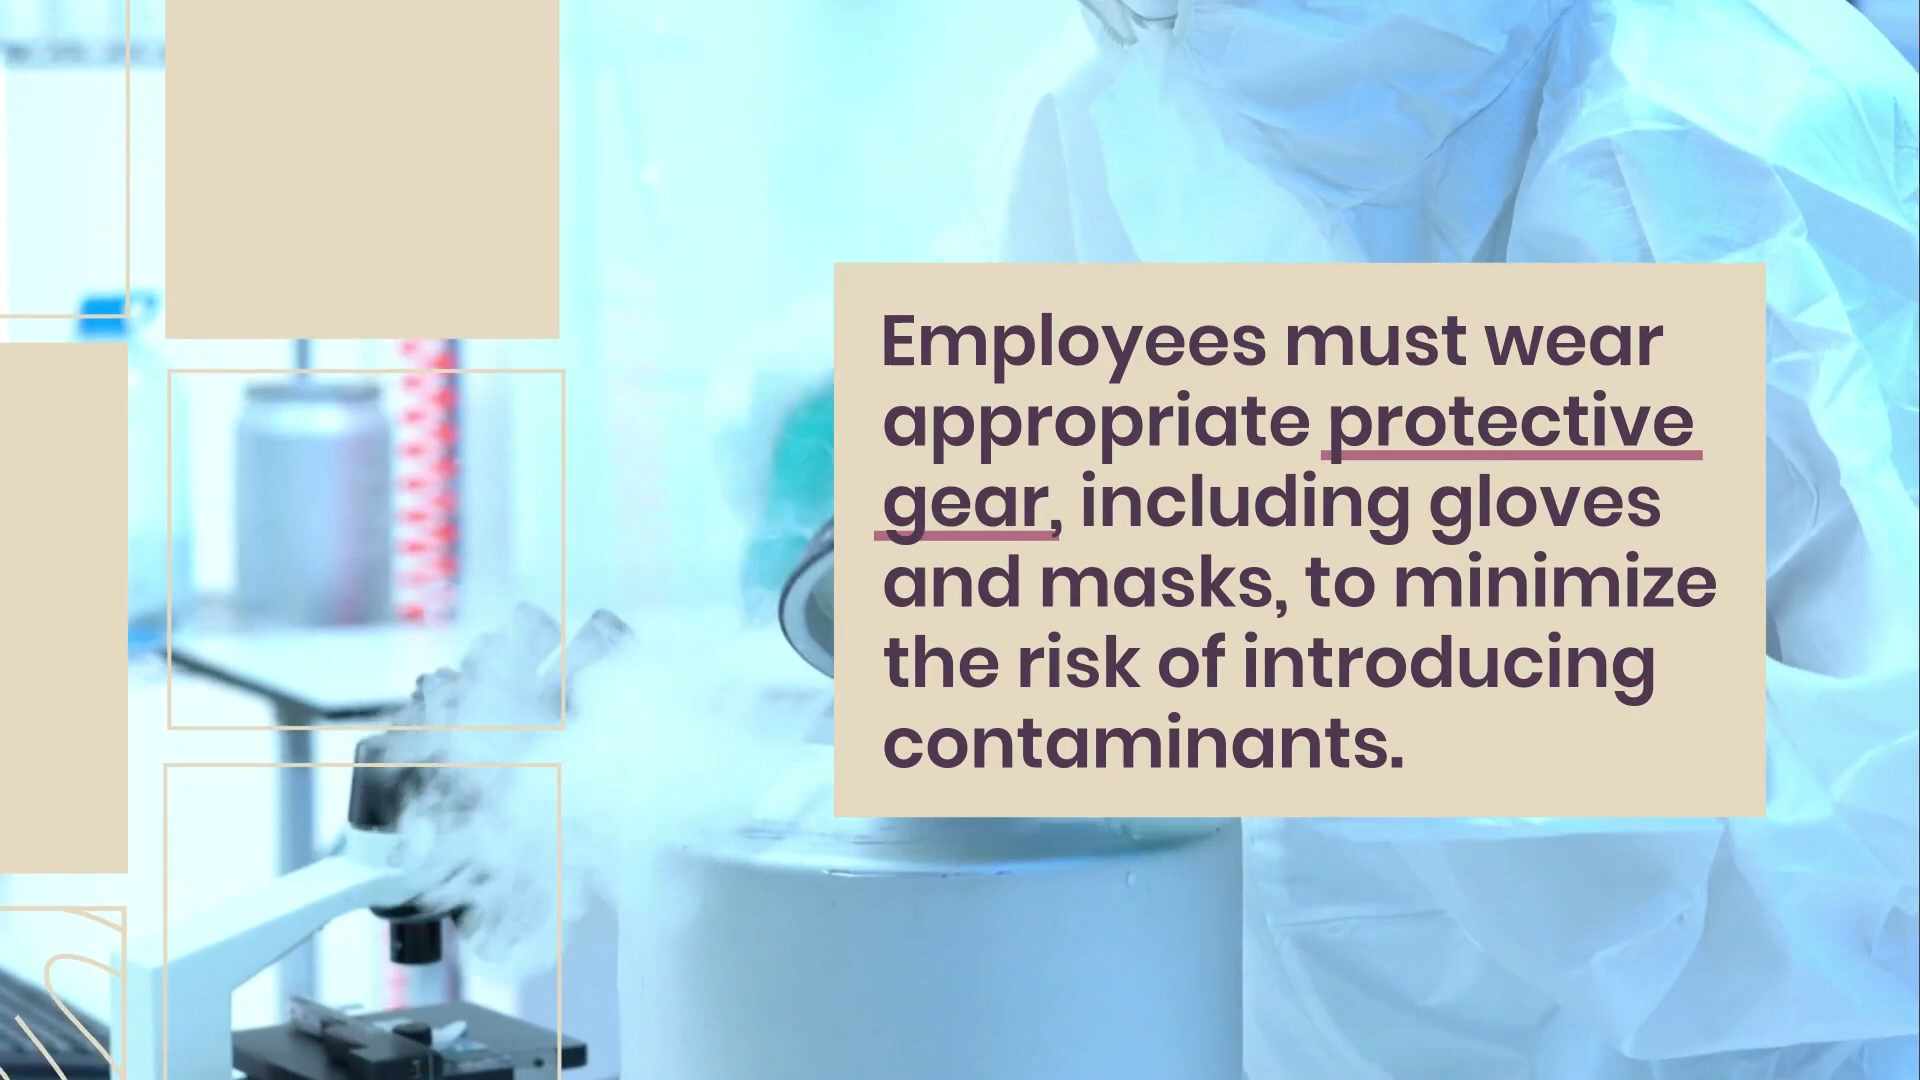 Employees must wear
appropriate protective
gear, including gloves
and masks, to minimize
the risk of introducing
contaminants.